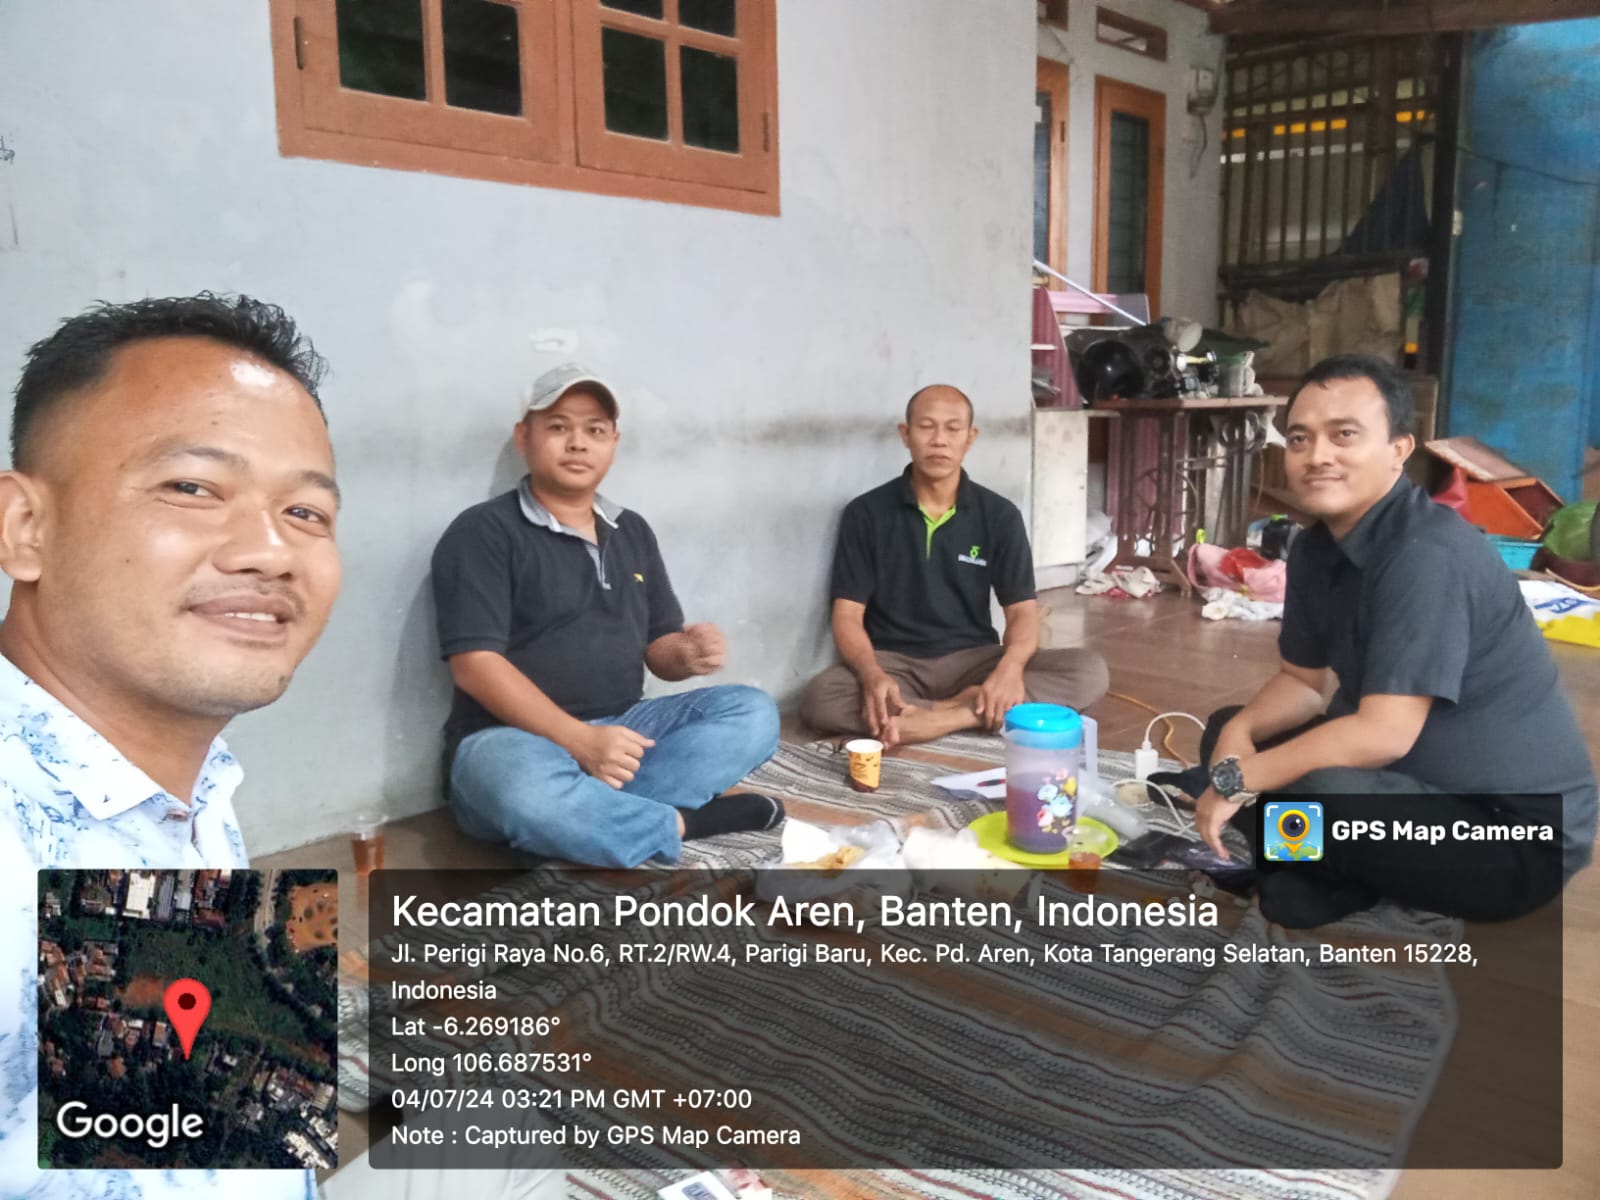 GPS Map Camera
Kecamatan Pondok Aren, Banten, Indonesia
Jl. Perigi Raya No.6, RT.2/RW.4, Parigi Baru, Kec. Pd. Aren, Kota Tangerang Selatan, Banten 15228,
Indonesia
Lat -6.269186°
Long 106.687531°
04/07/24 03:21 PM GMT +07:00
Note : Captured by GPS Map Camera
Google